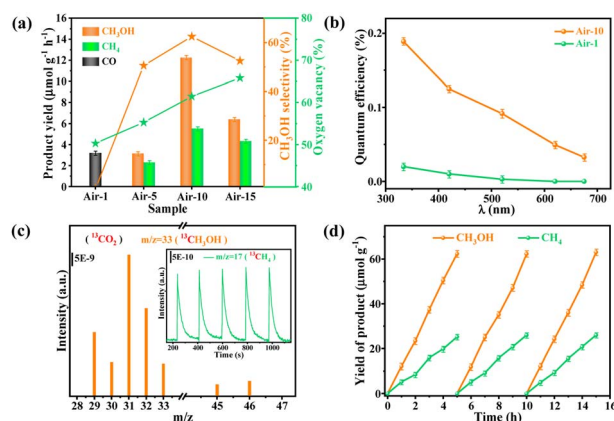 (a)
CH₃OH
CH₄
CO
Product yield (μmol g⁻¹ h⁻¹)
16
14
12
10
8
6
4
2
0
Air-1 Air-5 Air-10 Air-15
Sample
60
40
20
CH₃OH selectivity (%)
80
70
60
50
40
Oxygen vacancy (%)
(b)
Air-10
Air-1
Quantum efficiency (%)
0.2
0.1
0.0
400 500 600 700
λ (nm)
(c)
(¹³CO₂) m/z=33 (¹³CH₃OH)
5E-9
5E-10 m/z=17 (¹³CH₄)
Intensity (a.u.)
200 400 600 800 1000
Time (s)
Intensity (a.u.)
28 29 30 31 32 33 45 46 47
m/z
(d)
CH₃OH CH₄
Yield of product (μmol g⁻¹)
60
40
20
0
0 2 4 6 8 10 12 14 16
Time (h)